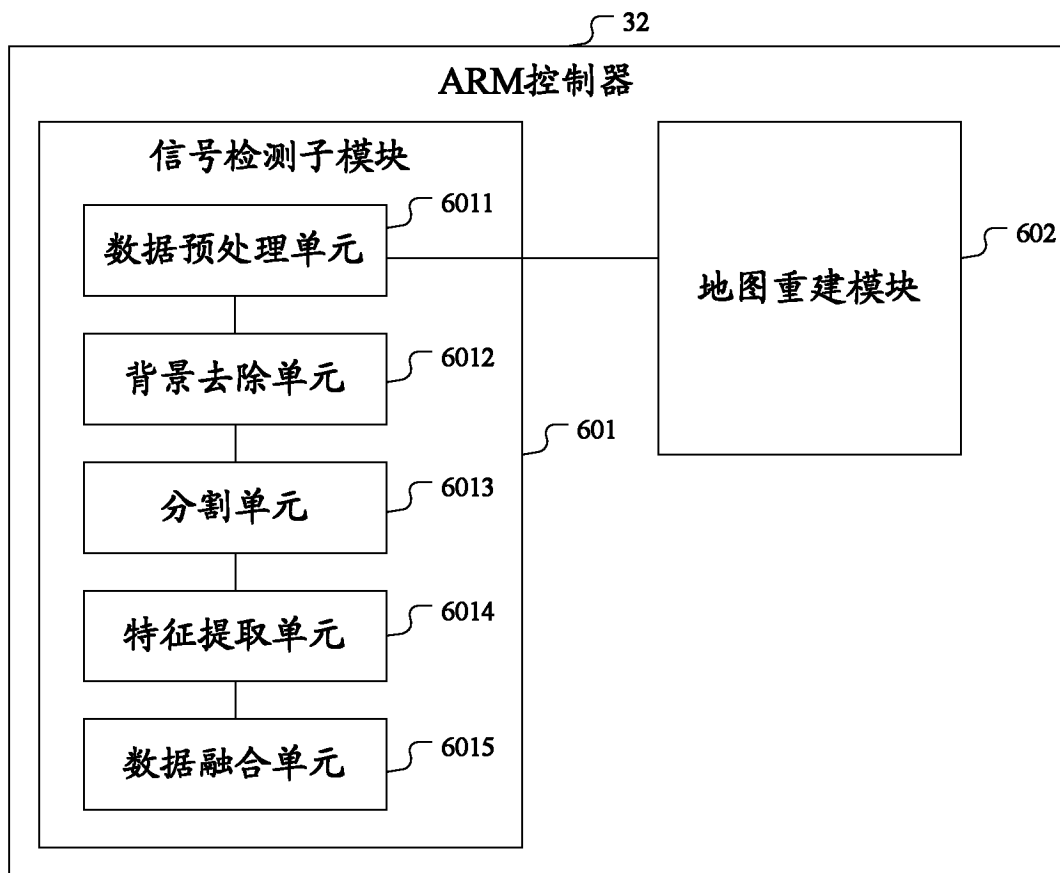 32
ARM控制器
信号检测子模块
6011
数据预处理单元
602
地图重建模块
6012
背景去除单元
601
6013
分割单元
6014
特征提取单元
6015
数据融合单元